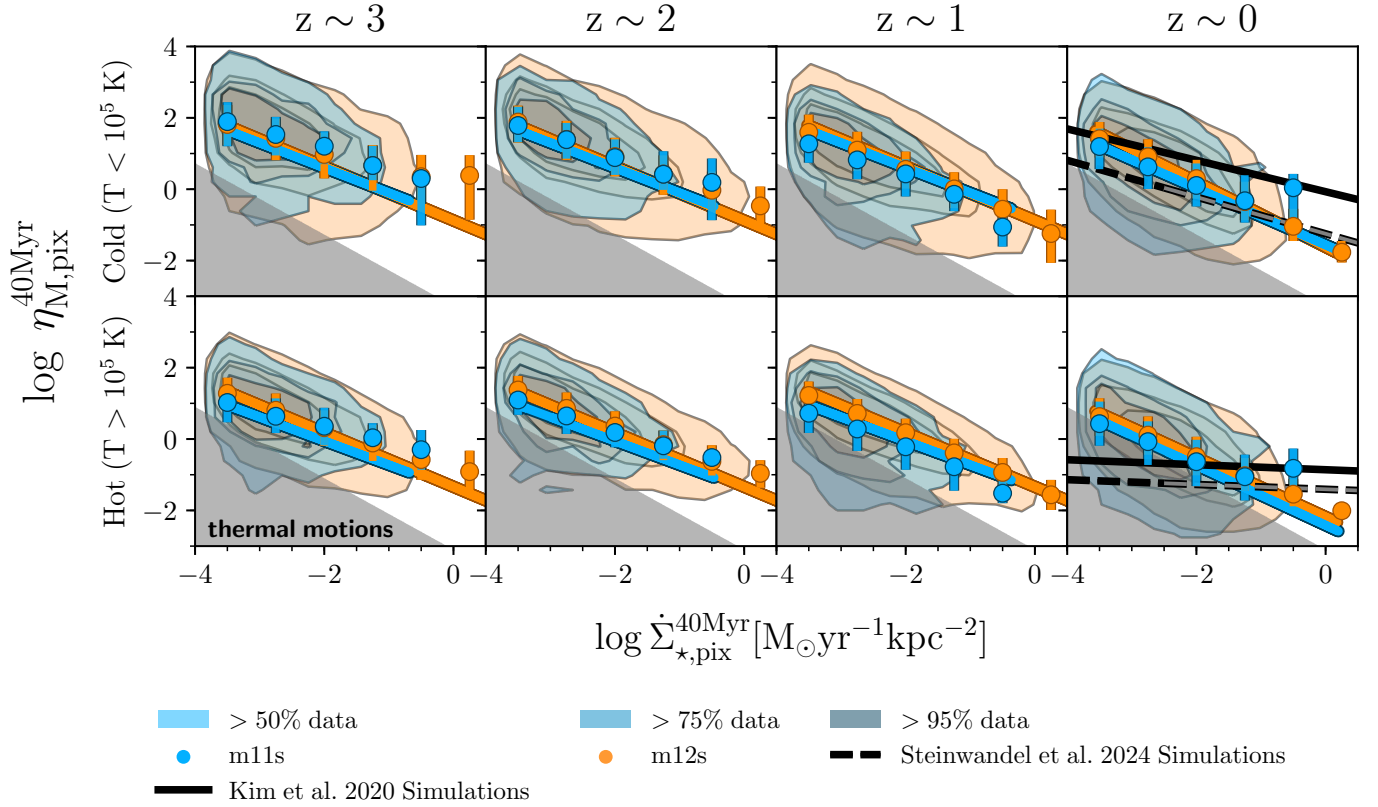 z ∼ 3 z ∼ 2 z ∼ 1 z ∼ 0
log η^{40Myr}_{M,pix}
Cold (T < 10^5 K)
4
2
0
−2
Hot (T > 10^5 K)
4
2
0
−2
thermal motions
−4 −2 0 −4 −2 0 −4 −2 0 −4 −2 0
log Σ̇^{40Myr}_{⋆,pix} [M_⊙yr^{−1}kpc^{−2}]
> 50% data > 75% data > 95% data
m11s m12s Steinwandel et al. 2024 Simulations
Kim et al. 2020 Simulations